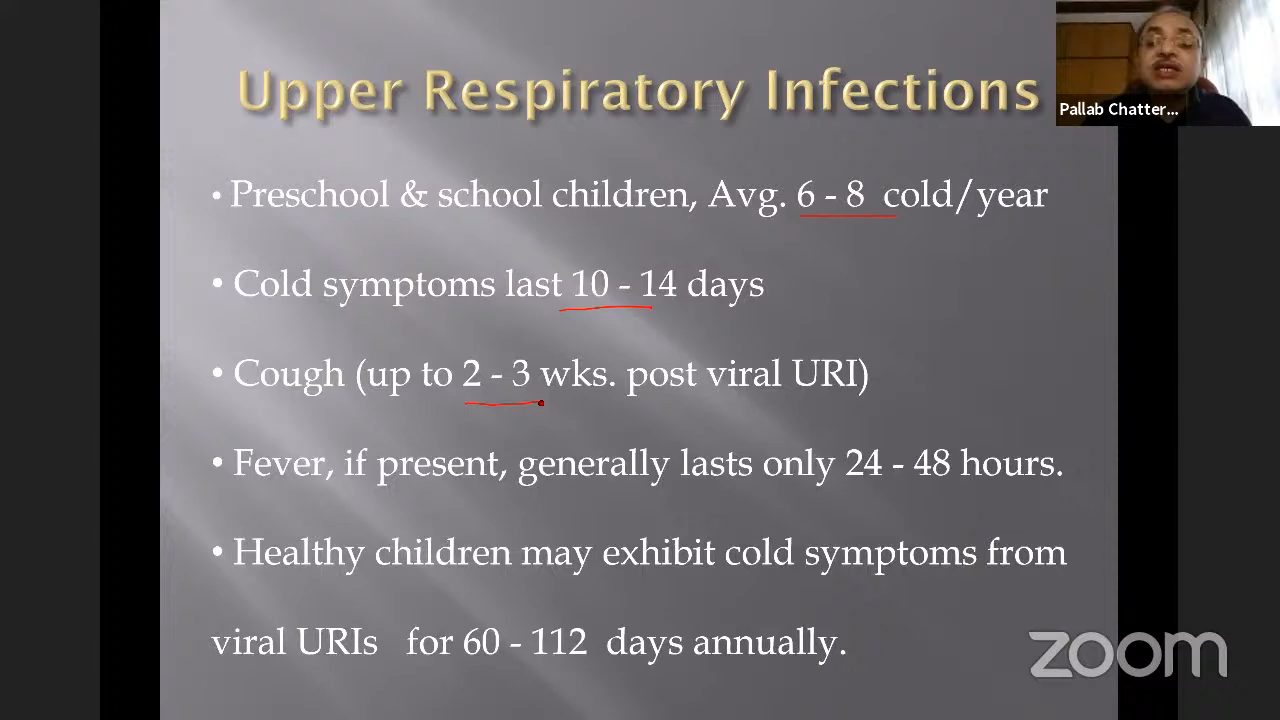 Upper Respiratory Infections
Pallab Chatter...
• Preschool & school children, Avg. 6 - 8 cold/year
• Cold symptoms last 10 - 14 days
• Cough (up to 2 - 3 wks. post viral URI)
• Fever, if present, generally lasts only 24 - 48 hours.
• Healthy children may exhibit cold symptoms from
viral URIs for 60 - 112 days annually.
zoom